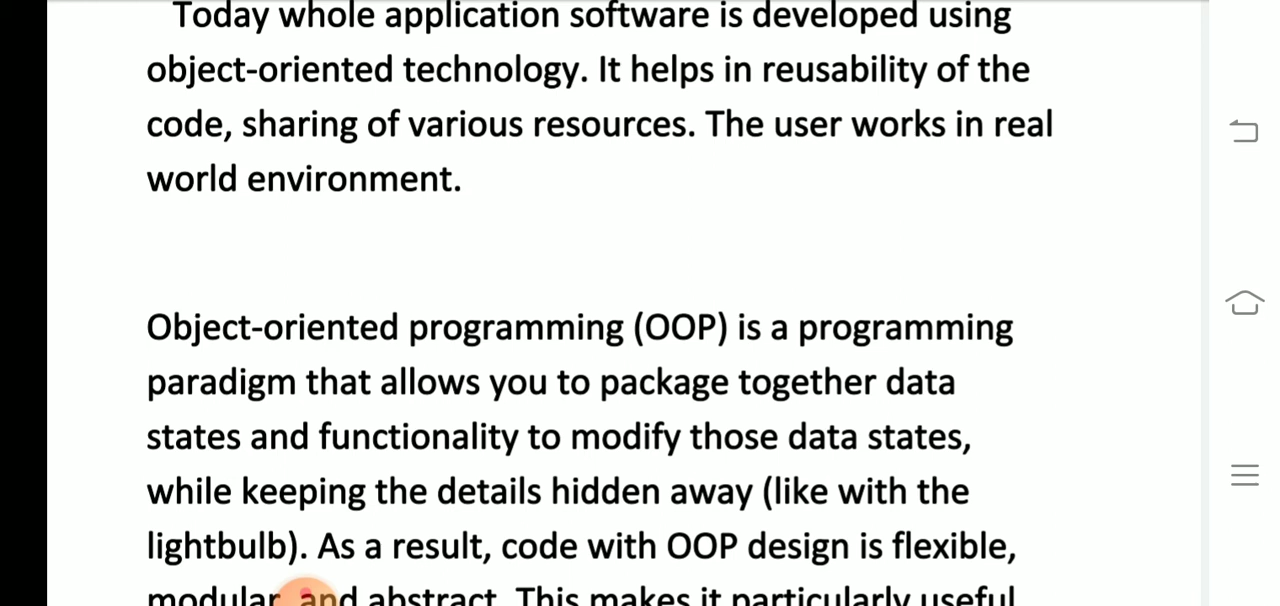 Today whole application software is developed using
object-oriented technology. It helps in reusability of the
code, sharing of various resources. The user works in real
world environment.
Object-oriented programming (OOP) is a programming
paradigm that allows you to package together data
states and functionality to modify those data states,
while keeping the details hidden away (like with the
lightbulb). As a result, code with OOP design is flexible,
modular, and abstract. This makes it particularly useful